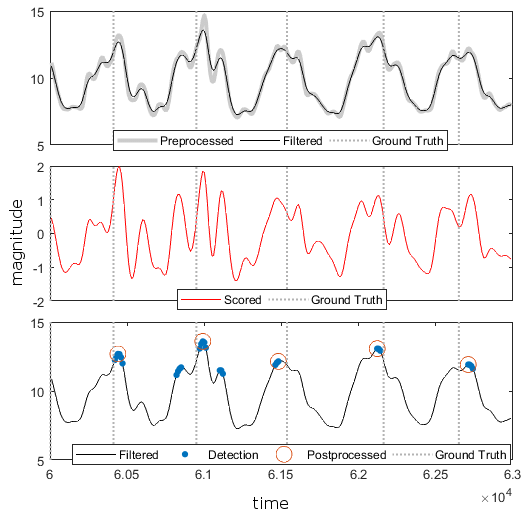 15
10
5
Preprocessed Filtered Ground Truth
2
1
0
-1
-2
magnitude
Scored Ground Truth
15
10
5
Filtered Detection Postprocessed Ground Truth
6 6.05 6.1 6.15 6.2 6.25 6.3
×10⁴
time